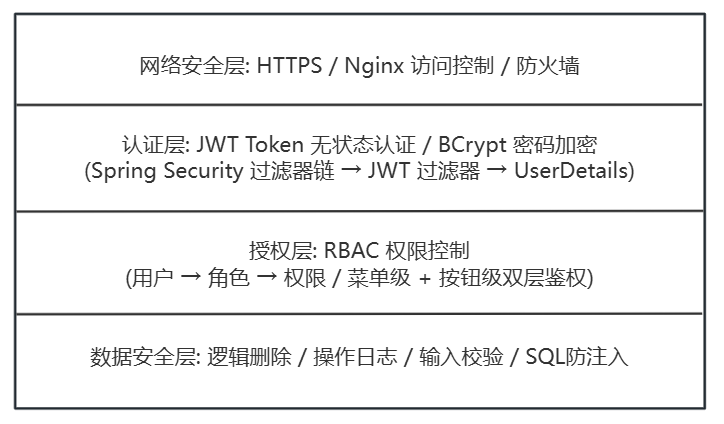 网络安全层: HTTPS / Nginx 访问控制 / 防火墙
认证层: JWT Token 无状态认证 / BCrypt 密码加密
(Spring Security 过滤器链 → JWT 过滤器 → UserDetails)
授权层: RBAC 权限控制
(用户 → 角色 → 权限 / 菜单级 + 按钮级双层鉴权)
数据安全层: 逻辑删除 / 操作日志 / 输入校验 / SQL防注入